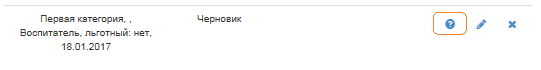 Первая категория, ,
Воспитатель, льготный: нет,
18.01.2017
Черновик